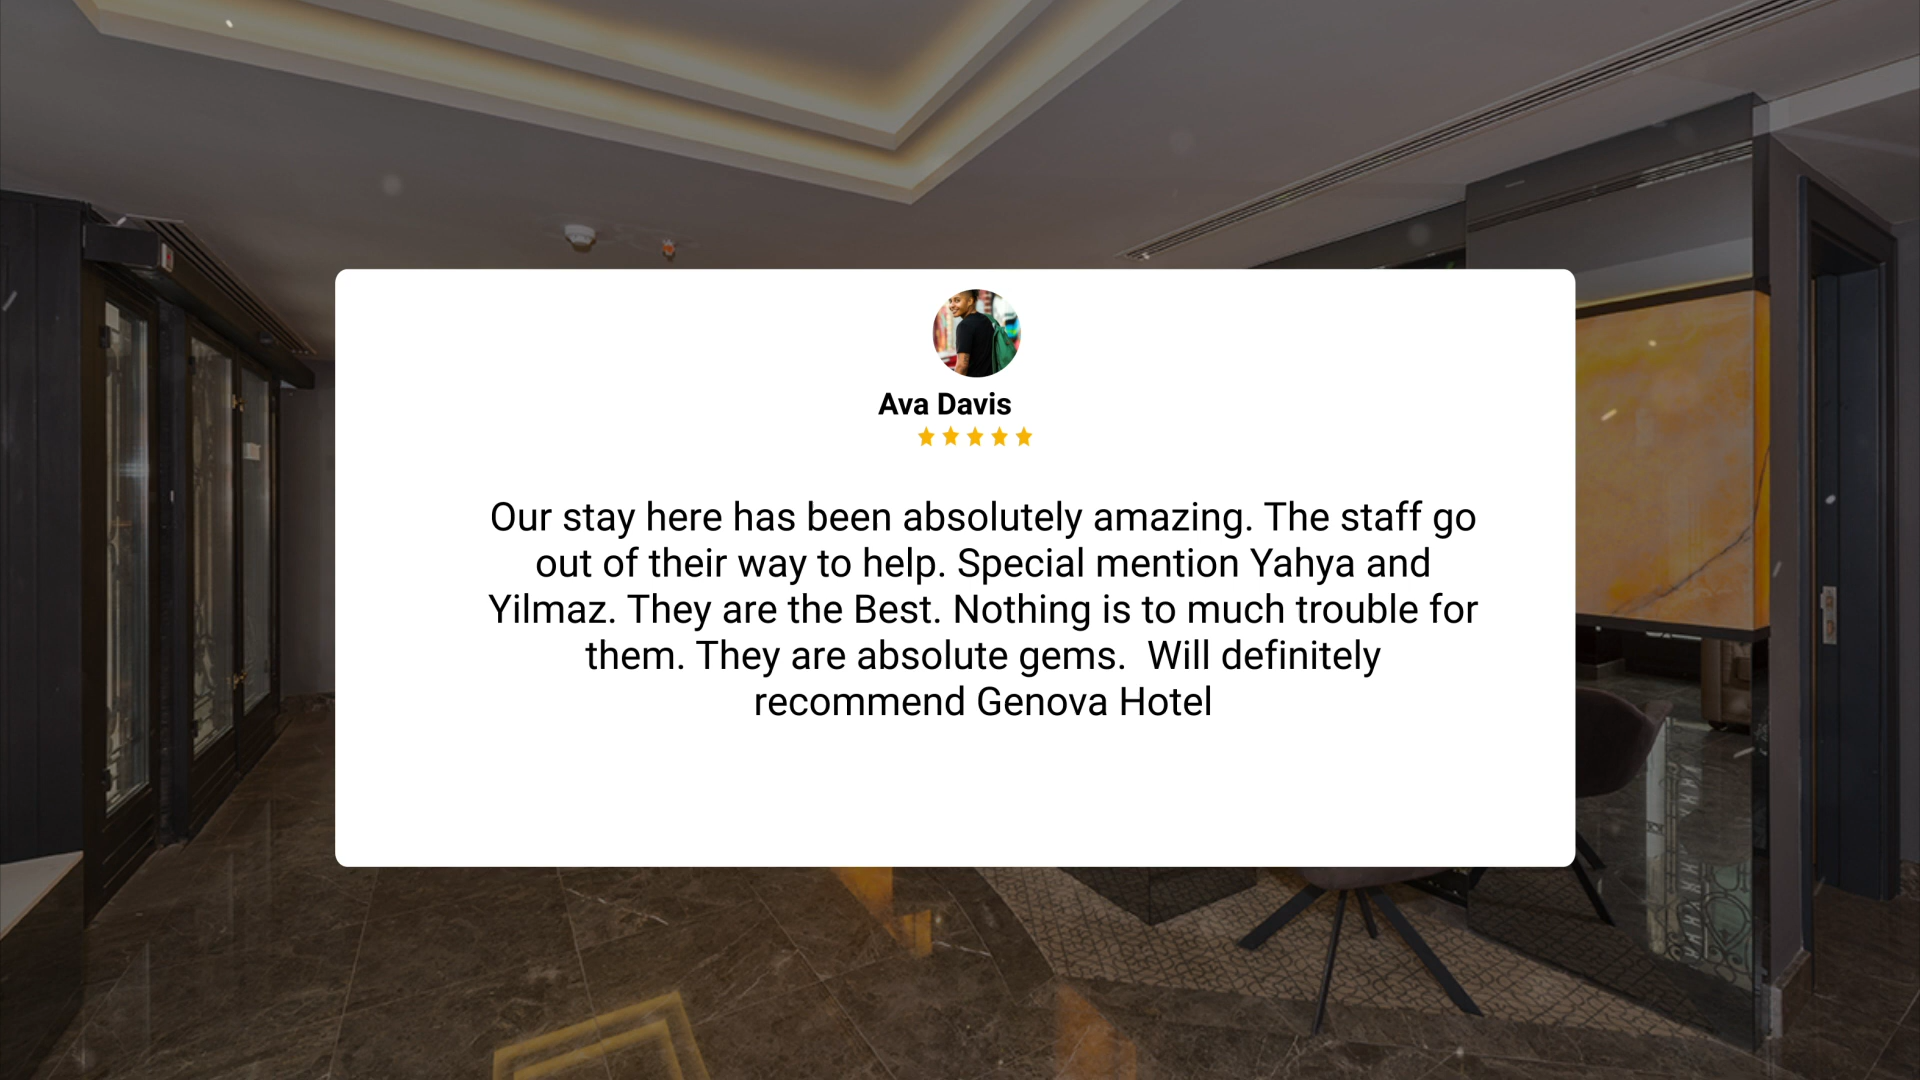 Ava Davis
Our stay here has been absolutely amazing. The staff go
out of their way to help. Special mention Yahya and
Yilmaz. They are the Best. Nothing is to much trouble for
them. They are absolute gems.  Will definitely
recommend Genova Hotel